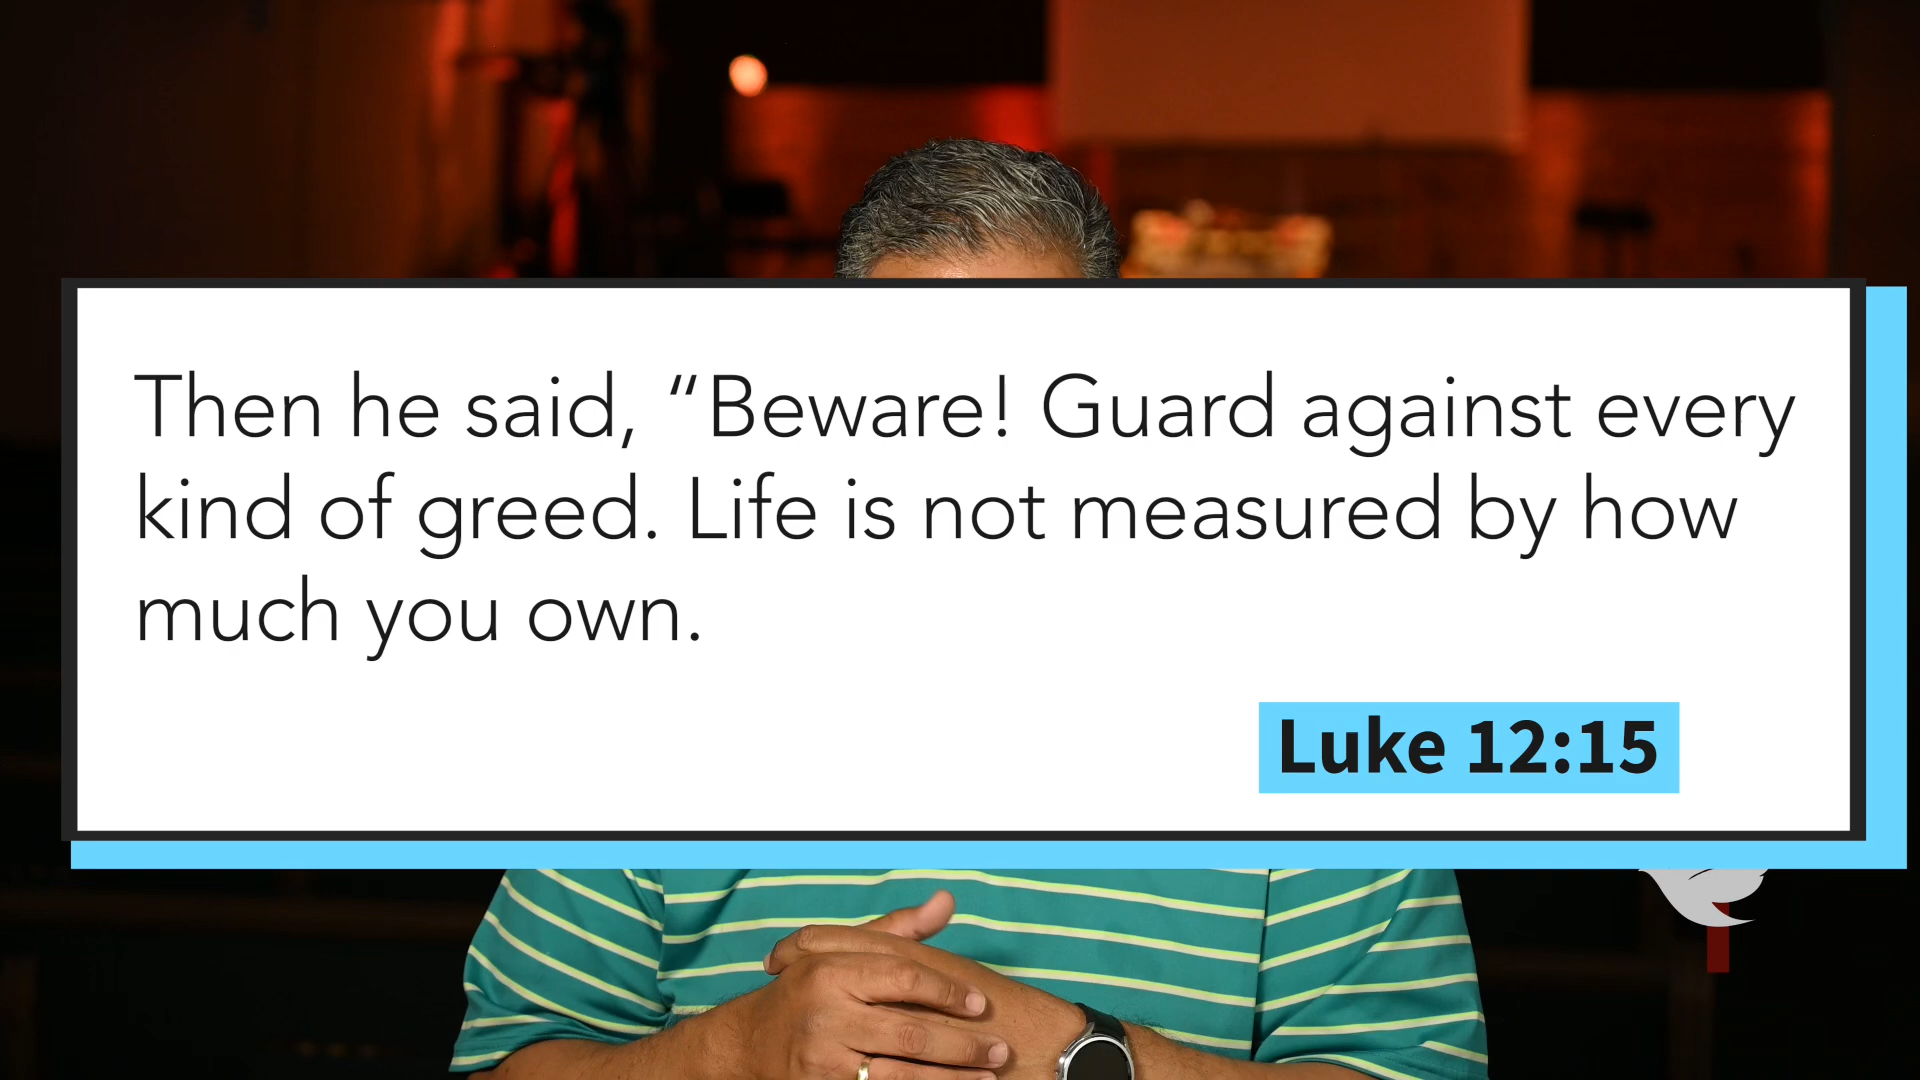 Then he said, “Beware! Guard against every
kind of greed. Life is not measured by how
much you own.
Luke 12:15